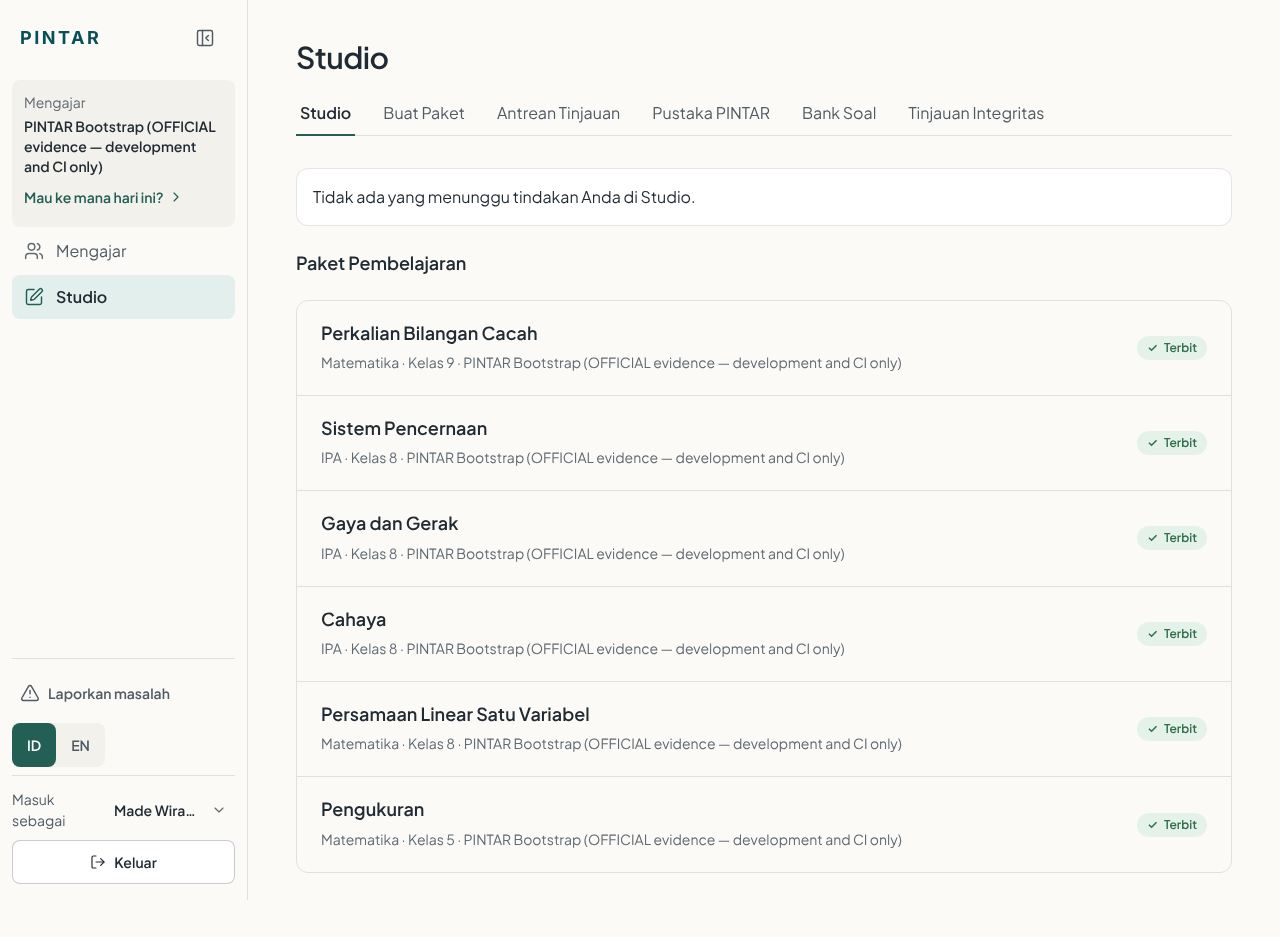 PINTAR
Mengajar
PINTAR Bootstrap (OFFICIAL
evidence — development
and CI only)
Mau ke mana hari ini?
Mengajar
Studio
Laporkan masalah
ID
EN
Masuk
sebagai
Made Wira…
Keluar
Studio
Studio
Buat Paket
Antrean Tinjauan
Pustaka PINTAR
Bank Soal
Tinjauan Integritas
Tidak ada yang menunggu tindakan Anda di Studio.
Paket Pembelajaran
Perkalian Bilangan Cacah
Matematika · Kelas 9 · PINTAR Bootstrap (OFFICIAL evidence — development and CI only)
Terbit
Sistem Pencernaan
IPA · Kelas 8 · PINTAR Bootstrap (OFFICIAL evidence — development and CI only)
Terbit
Gaya dan Gerak
IPA · Kelas 8 · PINTAR Bootstrap (OFFICIAL evidence — development and CI only)
Terbit
Cahaya
IPA · Kelas 8 · PINTAR Bootstrap (OFFICIAL evidence — development and CI only)
Terbit
Persamaan Linear Satu Variabel
Matematika · Kelas 8 · PINTAR Bootstrap (OFFICIAL evidence — development and CI only)
Terbit
Pengukuran
Matematika · Kelas 5 · PINTAR Bootstrap (OFFICIAL evidence — development and CI only)
Terbit